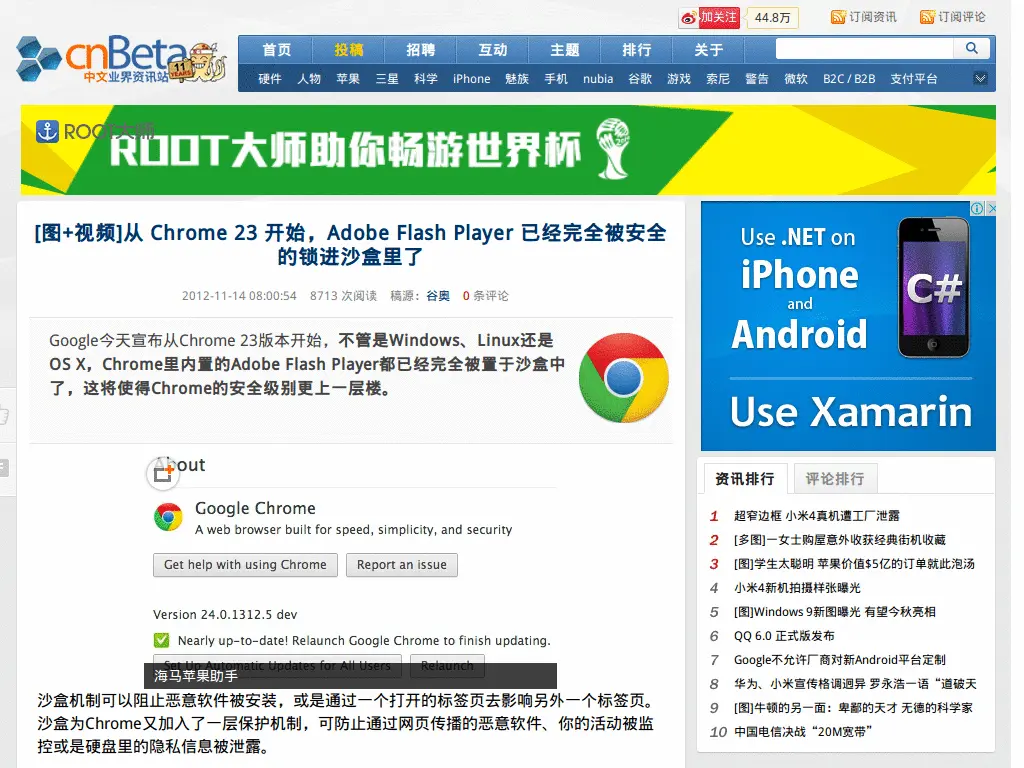 加关注
44.8万
订阅资讯
订阅评论
cnBeta
中文业界资讯站
11
YEARS
首页 投稿 招聘 互动 主题 排行 关于
硬件 人物 苹果 三星 科学 iPhone 魅族 手机 nubia 谷歌 游戏 索尼 警告 微软 B2C / B2B 支付平台
ROOT大师
ROOT大师助你畅游世界杯
[图+视频]从 Chrome 23 开始，Adobe Flash Player 已经完全被安全
的锁进沙盒里了
2012-11-14 08:00:54 8713 次阅读 稿源：谷奥 0 条评论
Google今天宣布从Chrome 23版本开始，不管是Windows、Linux还是
OS X，Chrome里内置的Adobe Flash Player都已经完全被置于沙盒中
了，这将使得Chrome的安全级别更上一层楼。
About
Google Chrome
A web browser built for speed, simplicity, and security
Get help with using Chrome
Report an issue
Version 24.0.1312.5 dev
Nearly up-to-date! Relaunch Google Chrome to finish updating.
Set Up Automatic Updates for All Users
Relaunch
海马苹果助手
沙盒机制可以阻止恶意软件被安装，或是通过一个打开的标签页去影响另外一个标签页。
沙盒为Chrome又加入了一层保护机制，可防止通过网页传播的恶意软件、你的活动被监
控或是硬盘里的隐私信息被泄露。
Use .NET on
iPhone
and
Android
C#
Use Xamarin
资讯排行 评论排行
1 超窄边框 小米4真机遭工厂泄露
2 [多图]一女士购屋意外收获经典街机收藏
3 [图]学生太聪明 苹果价值$5亿的订单就此泡汤
4 小米4新机拍摄样张曝光
5 [图]Windows 9新图曝光 有望今秋亮相
6 QQ 6.0 正式版发布
7 Google不允许厂商对新Android平台定制
8 华为、小米宣传格调迥异 罗永浩一语“道破天
9 [图]牛顿的另一面：卑鄙的天才 无德的科学家
10 中国电信决战“20M宽带”